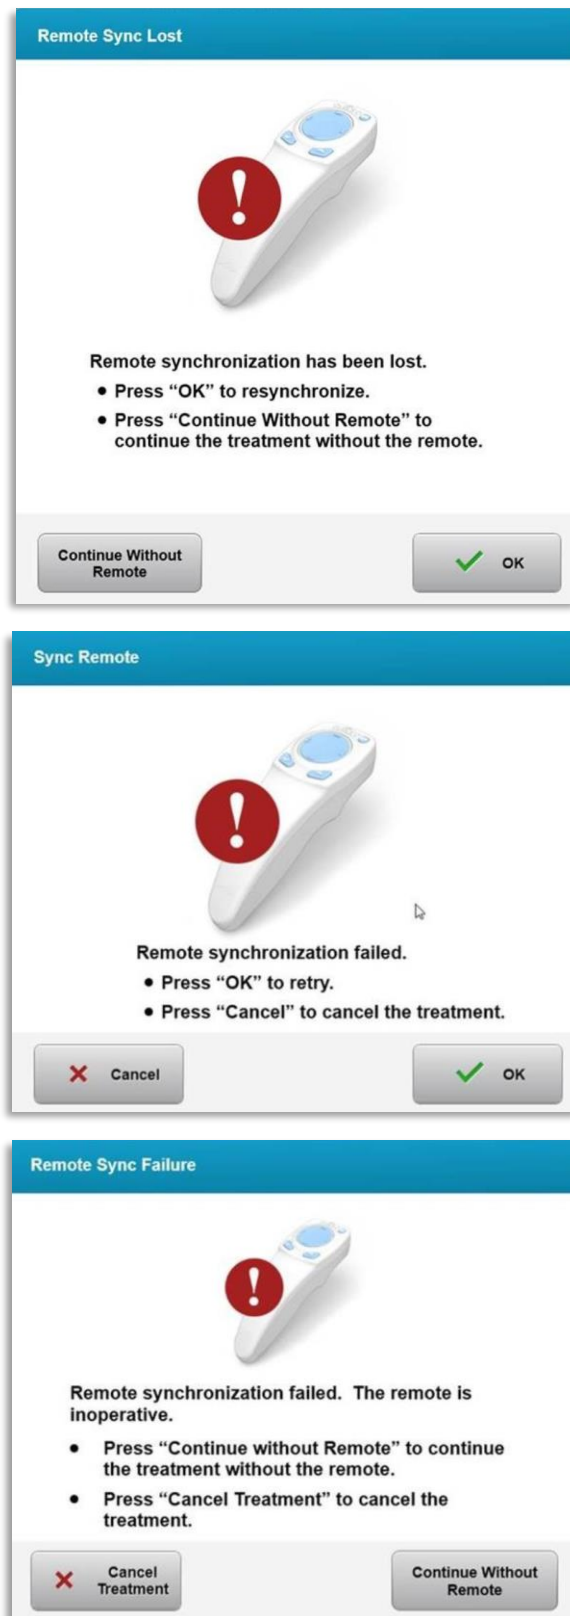 Remote Sync Lost
Remote synchronization has been lost.
• Press “OK” to resynchronize.
• Press “Continue Without Remote” to
continue the treatment without the remote.
Continue Without
Remote
OK
Sync Remote
Remote synchronization failed.
• Press “OK” to retry.
• Press “Cancel” to cancel the treatment.
Cancel
OK
Remote Sync Failure
Remote synchronization failed.  The remote is
inoperative.
• Press “Continue without Remote” to continue
the treatment without the remote.
• Press “Cancel Treatment” to cancel the
treatment.
Cancel
Treatment
Continue Without
Remote